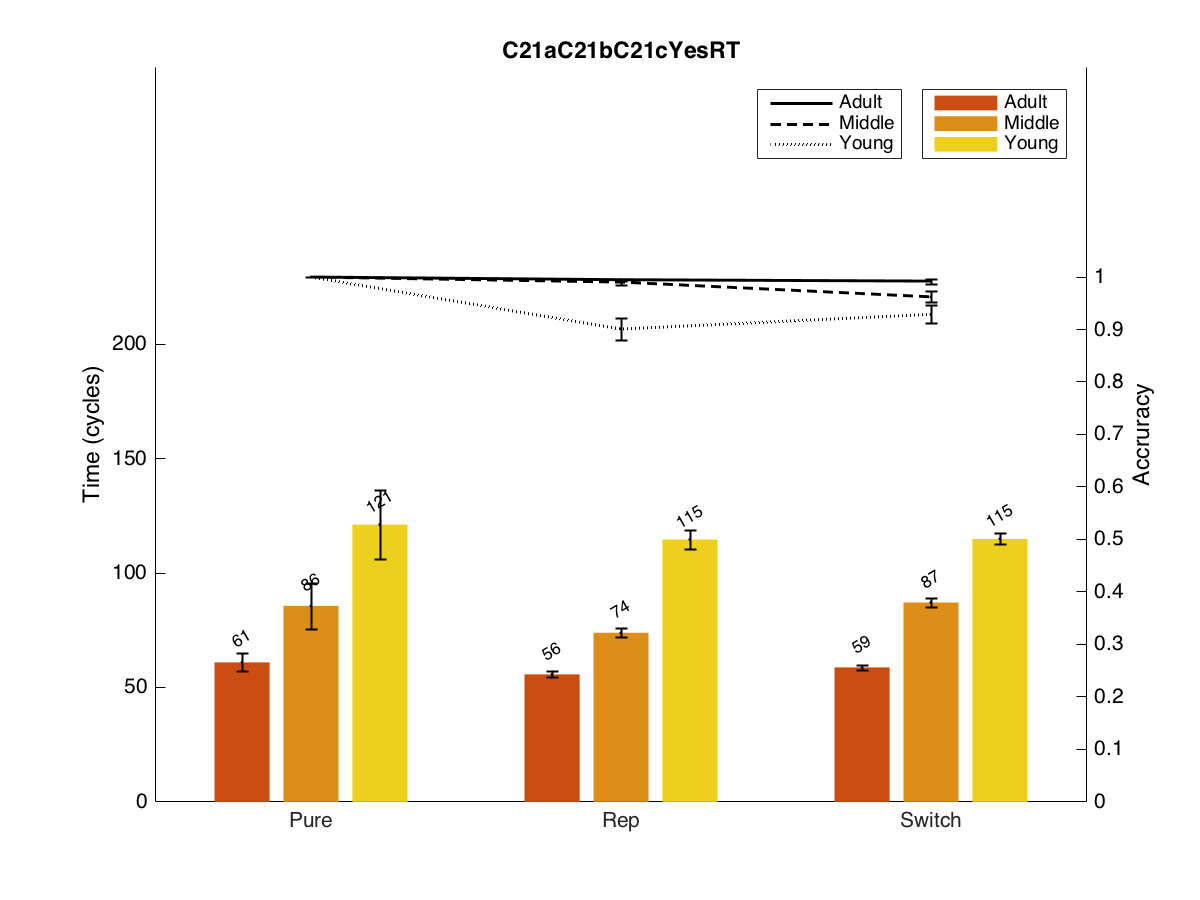 C21aC21bC21cYesRT
Adult
Middle
Young
Adult
Middle
Young
Time (cycles)
200
150
100
50
0
Accruracy
1
0.9
0.8
0.7
0.6
0.5
0.4
0.3
0.2
0.1
0
61
86
121
56
74
115
59
87
115
Pure
Rep
Switch